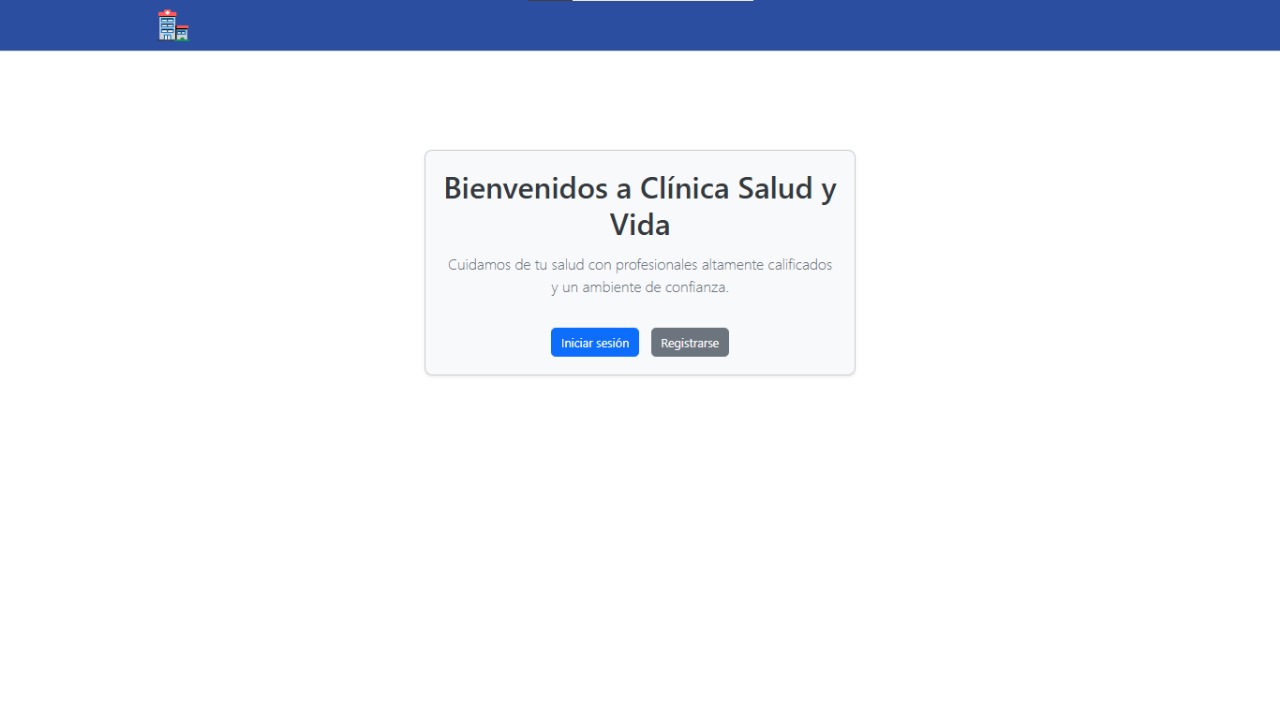 Bienvenidos a Clínica Salud y
Vida
Cuidamos de tu salud con profesionales altamente calificados
y un ambiente de confianza.
Iniciar sesión
Registrarse